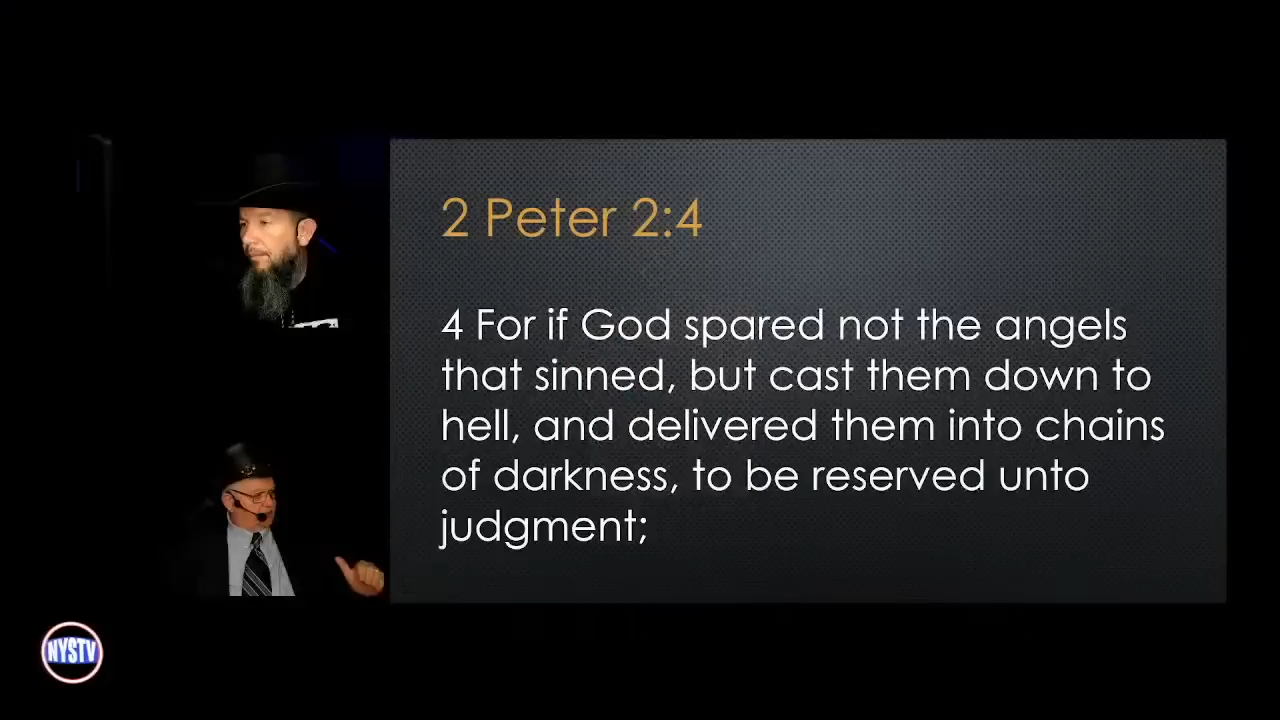 2 Peter 2:4
4 For if God spared not the angels
that sinned, but cast them down to
hell, and delivered them into chains
of darkness, to be reserved unto
judgment;
NYSTV